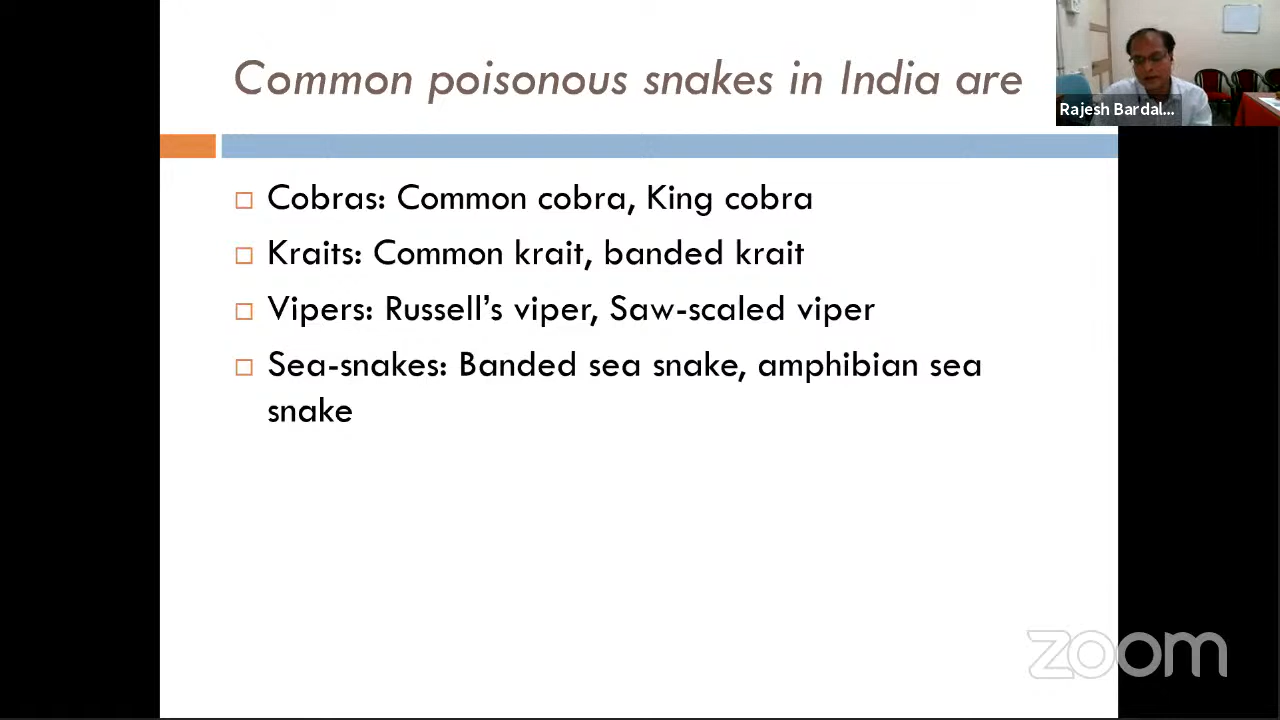 Common poisonous snakes in India are
Rajesh Bardal...
Cobras: Common cobra, King cobra
Kraits: Common krait, banded krait
Vipers: Russell’s viper, Saw-scaled viper
Sea-snakes: Banded sea snake, amphibian sea
snake
zoom